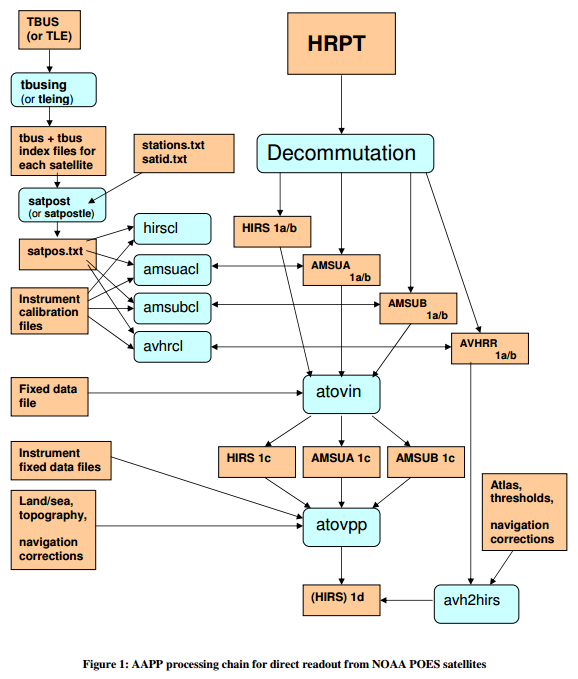 TBUS
(or TLE)
HRPT
tbusing
(or tleing)
tbus + tbus
index files for
each satellite
stations.txt
satid.txt
Decommutation
satpost
(or satpostle)
hirscl
HIRS 1a/b
satpos.txt
amsuacl
AMSUA
1a/b
Instrument
calibration
files
amsubcl
AMSUB
1a/b
avhrcl
AVHRR
1a/b
Fixed data
file
atovin
Instrument
fixed data files
HIRS 1c
AMSUA 1c
AMSUB 1c
Land/sea,
topography,
navigation
corrections
atovpp
Atlas,
thresholds,
navigation
corrections
(HIRS) 1d
avh2hirs
Figure 1: AAPP processing chain for direct readout from NOAA POES satellites